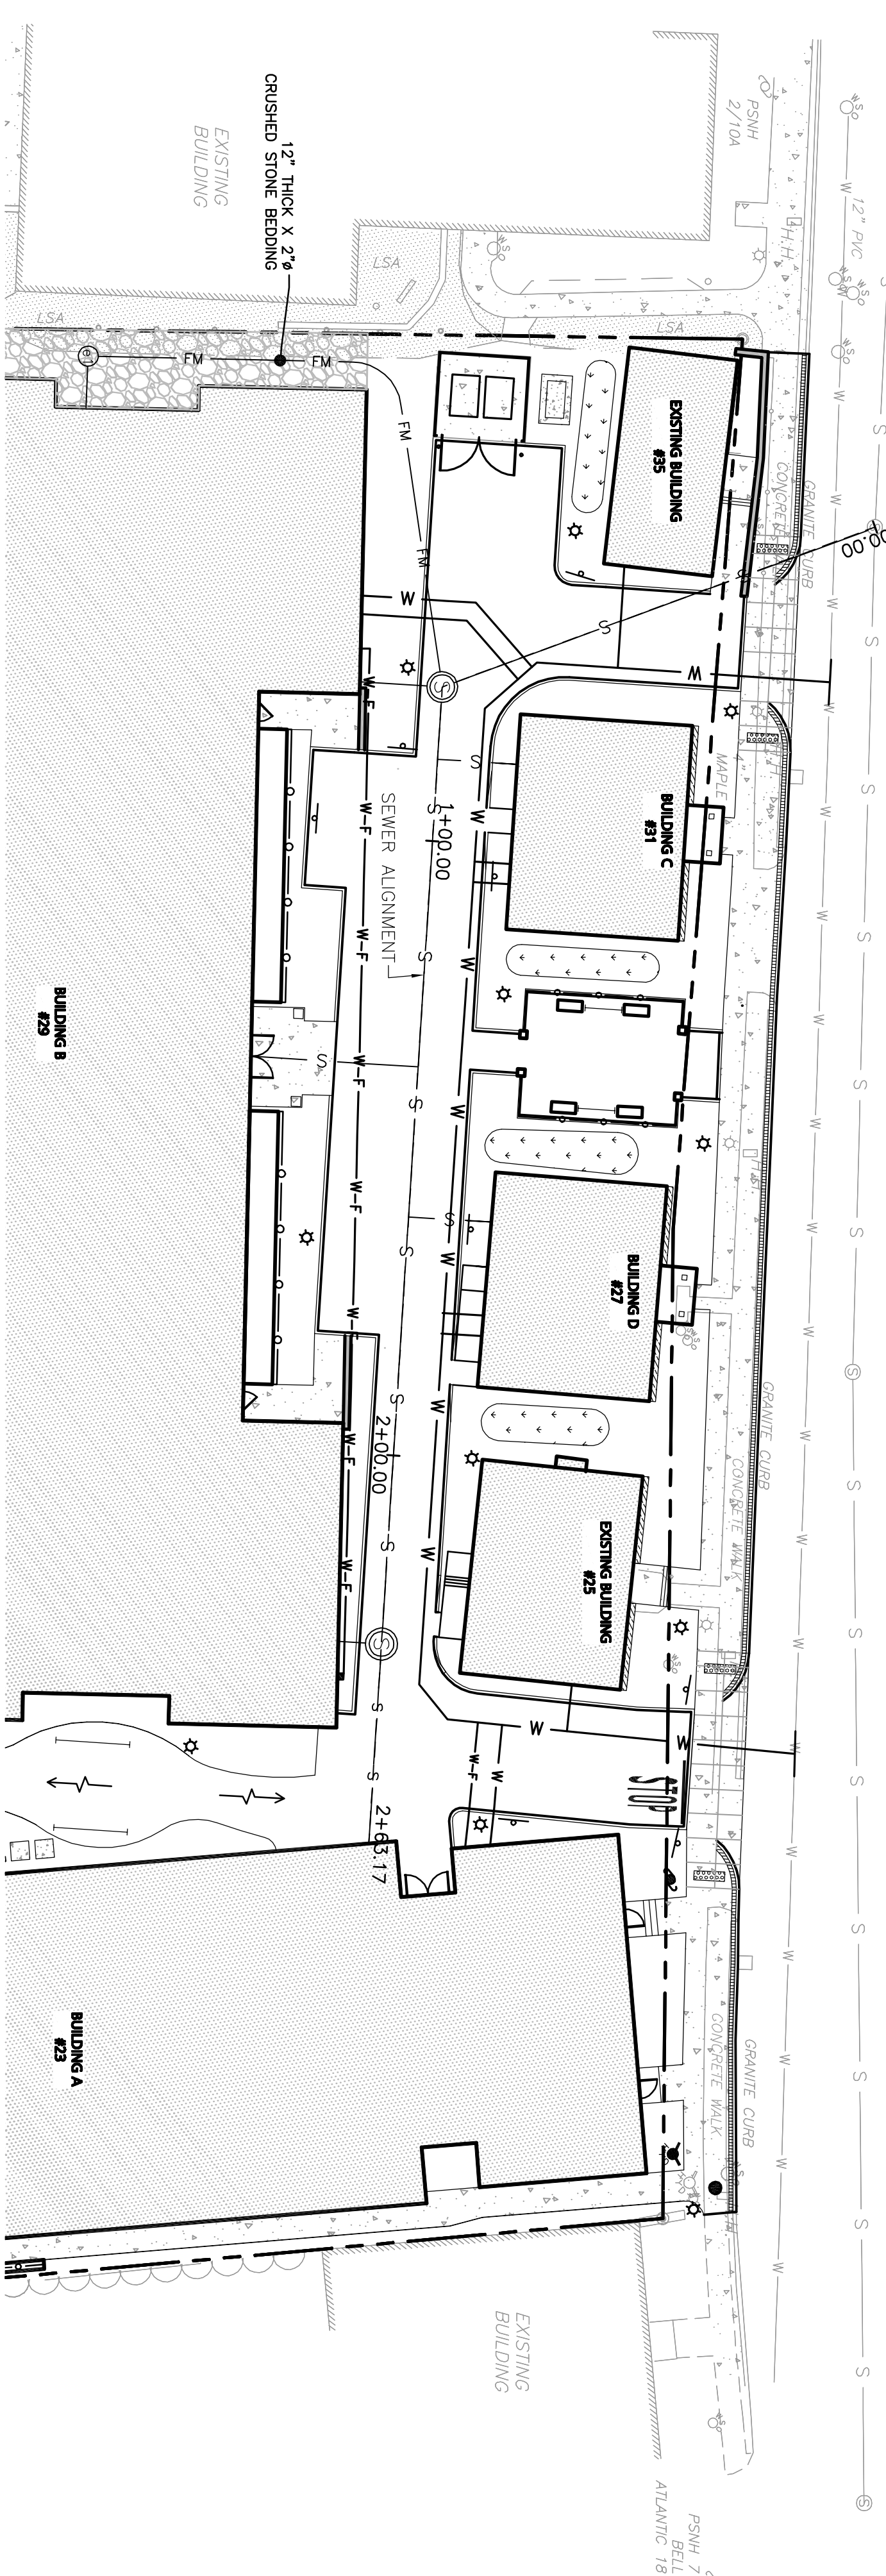 PSNH
2/10A
12" PVC
W
S
H.H.
EXISTING
BUILDING
12" THICK X 2"ø
CRUSHED STONE BEDDING
LSA
LSA
LSA
FM
FM
FM
FM
EXISTING BUILDING
#35
GRANITE CURB
CONCRETE
S
W
W
W-F
SEWER ALIGNMENT
1+00.00
MAPLE
BUILDING C
#31
BUILDING B
#29
BUILDING D
#27
GRANITE CURB
CONCRETE WALK
2+00.00
EXISTING BUILDING
#25
STOP
2+63.17
BUILDING A
#23
GRANITE CURB
CONCRETE WALK
EXISTING
BUILDING
PSNH 7
BELL
ATLANTIC 18